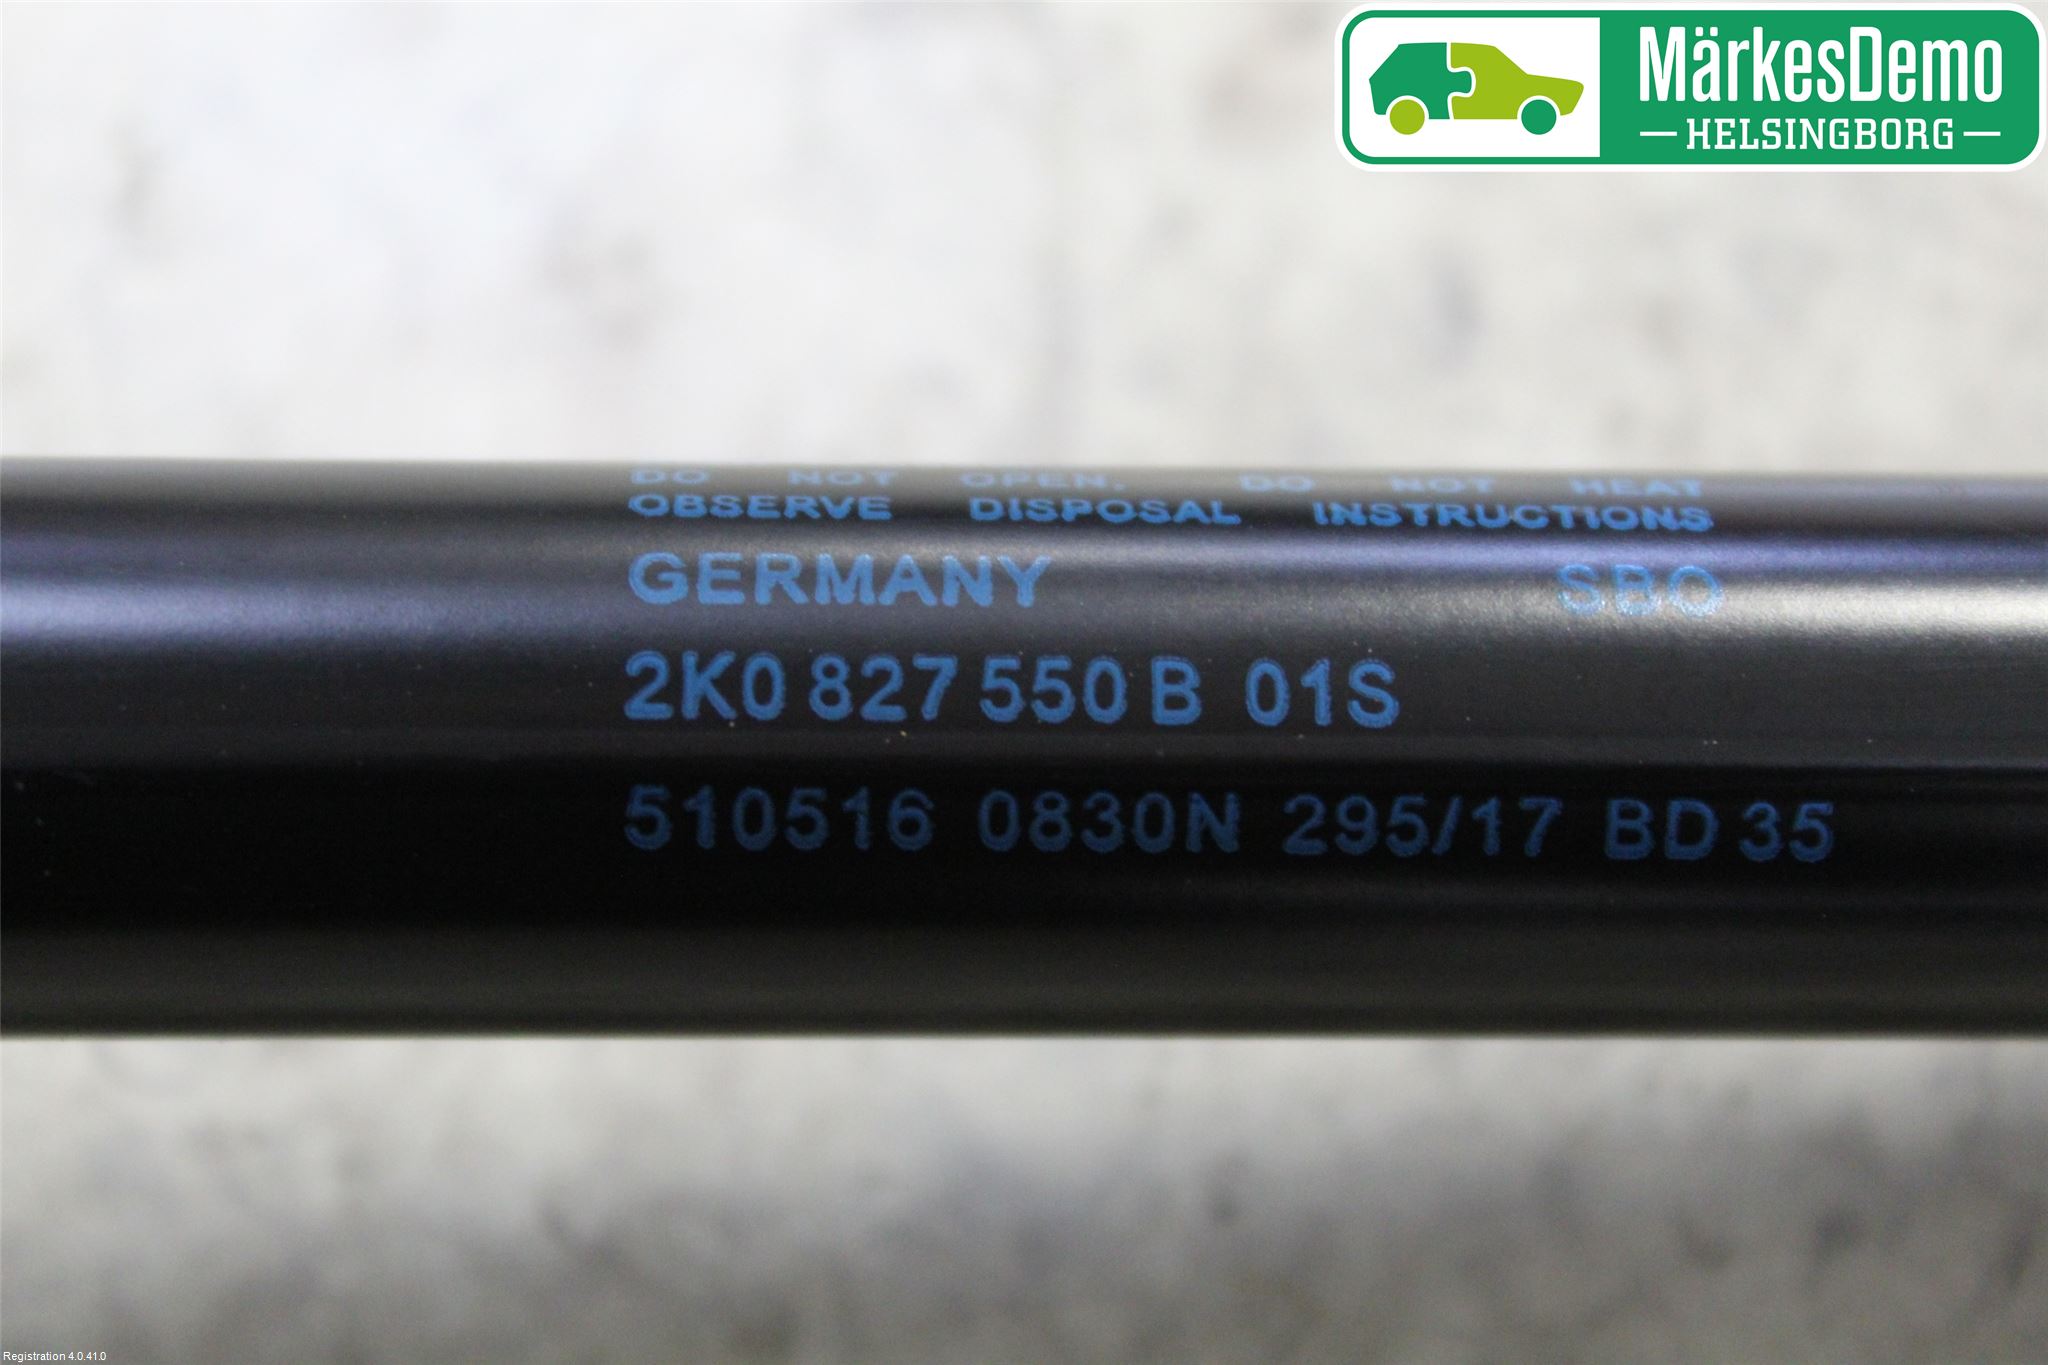 MärkesDemo
HELSINGBORG
DO NOT OPEN. DO NOT HEAT
OBSERVE DISPOSAL INSTRUCTIONS
GERMANY SBO
2K0 827 550 B 01S
510516 0830N 295/17 BD 35
Registration 4.0.41.0